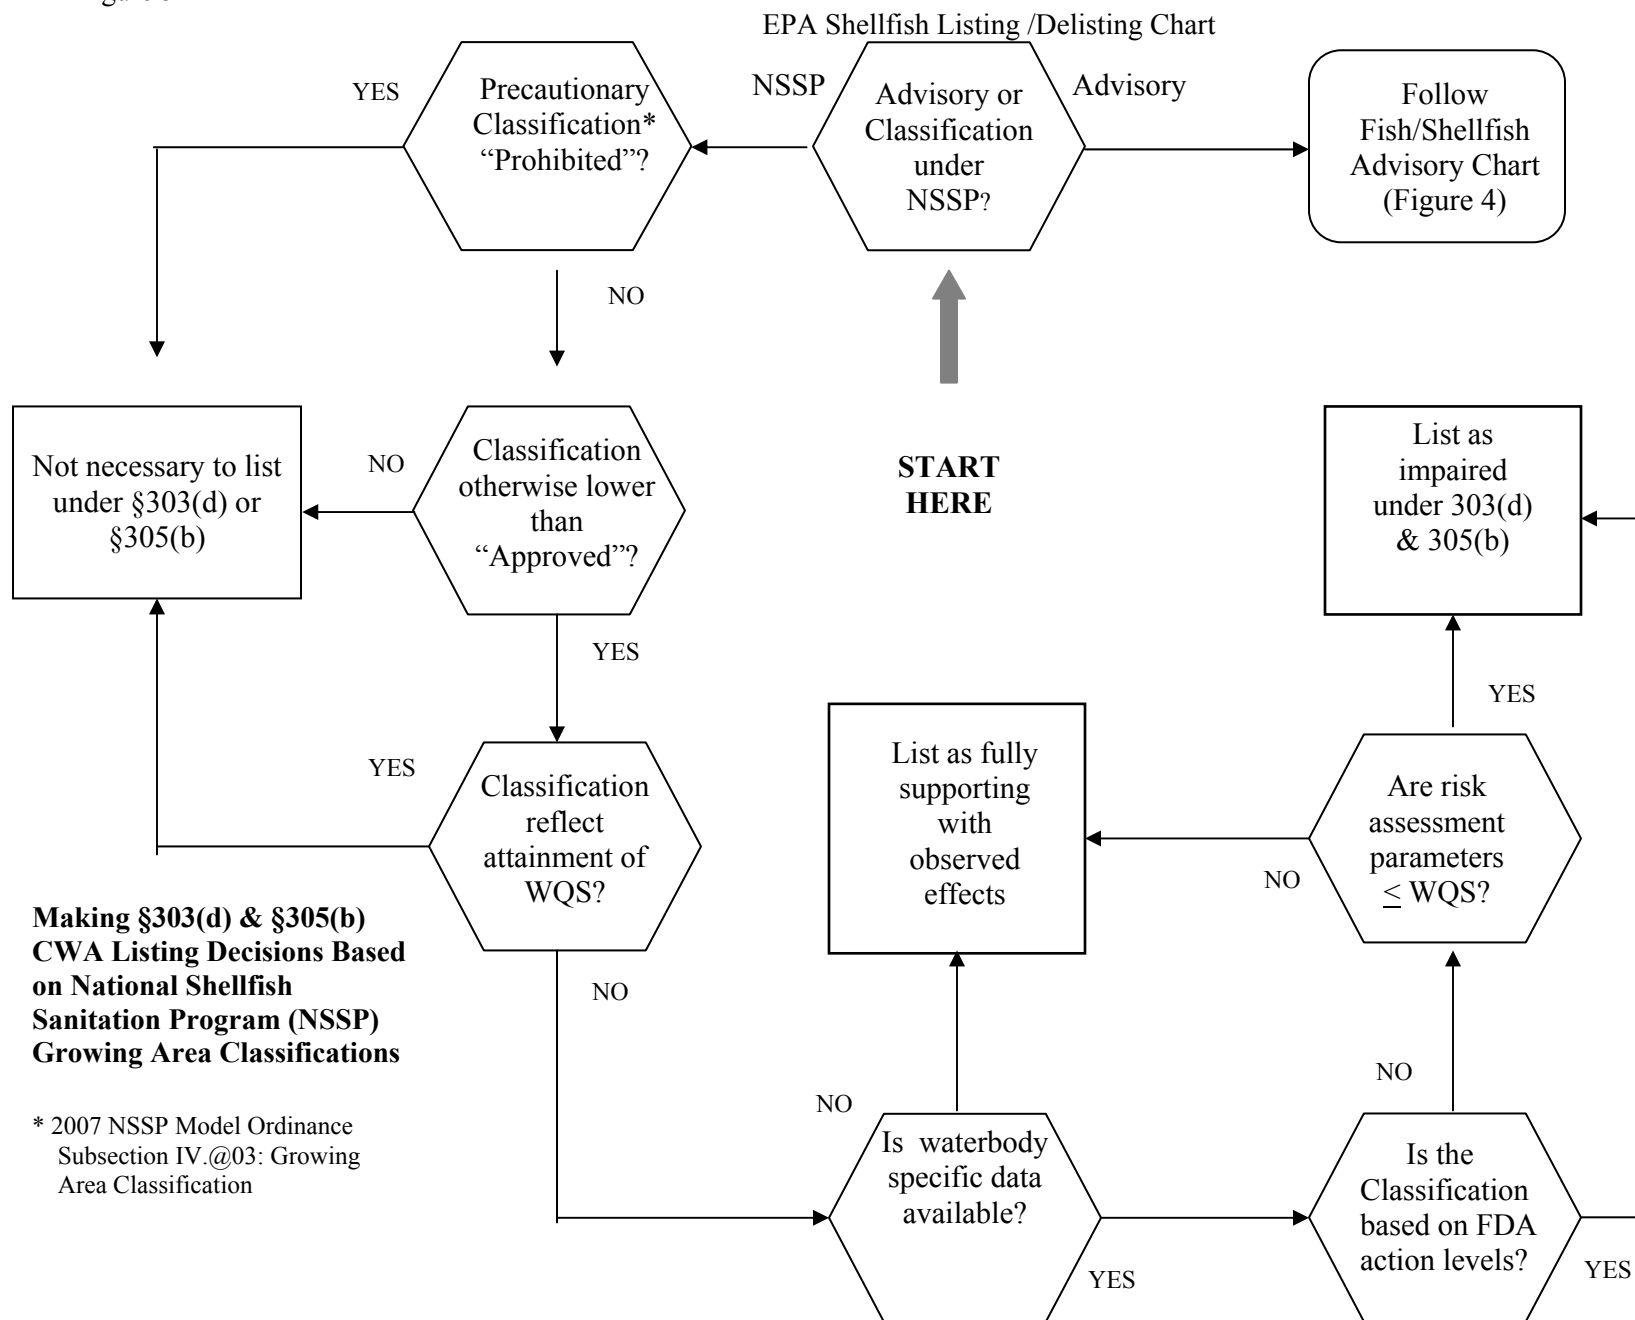 EPA Shellfish Listing /Delisting Chart
YES
Precautionary
Classification*
“Prohibited”?
NSSP
Advisory or
Classification
under
NSSP?
Advisory
Follow
Fish/Shellfish
Advisory Chart
(Figure 4)
NO
Not necessary to list
under §303(d) or
§305(b)
NO
Classification
otherwise lower
than
“Approved”?
START
HERE
List as
impaired
under 303(d)
& 305(b)
YES
YES
YES
Classification
reflect
attainment of
WQS?
List as fully
supporting
with
observed
effects
Are risk
assessment
parameters
≤ WQS?
NO
Making §303(d) & §305(b)
CWA Listing Decisions Based
on National Shellfish
Sanitation Program (NSSP)
Growing Area Classifications
NO
* 2007 NSSP Model Ordinance
Subsection IV.@03: Growing
Area Classification
NO
Is waterbody
specific data
available?
YES
NO
Is the
Classification
based on FDA
action levels?
YES